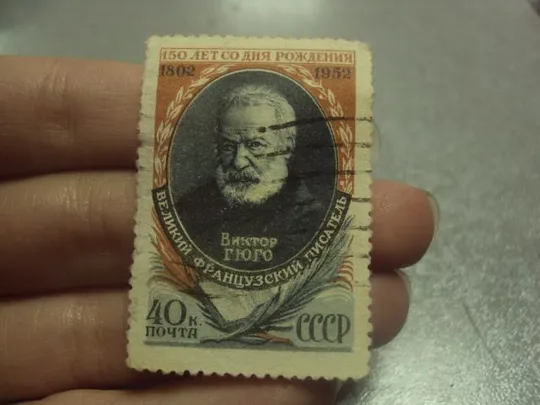 150 ЛЕТ СО ДНЯ РОЖДЕНИЯ
1802 1952
ВИКТОР
ГЮГО
ВЕЛИКИЙ ФРАНЦУЗСКИЙ ПИСАТЕЛЬ
40 К.
ПОЧТА
СССР